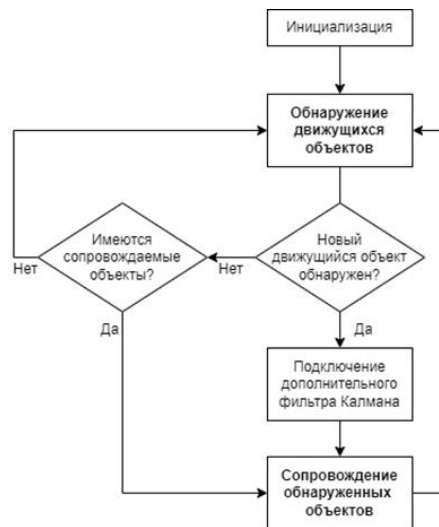 Инициализация
Обнаружение
движущихся
объектов
Имеются
сопровождаемые
объекты?
Новый
движущийся объект
обнаружен?
Нет
Нет
Да
Да
Подключение
дополнительного
фильтра Калмана
Сопровождение
обнаруженных
объектов